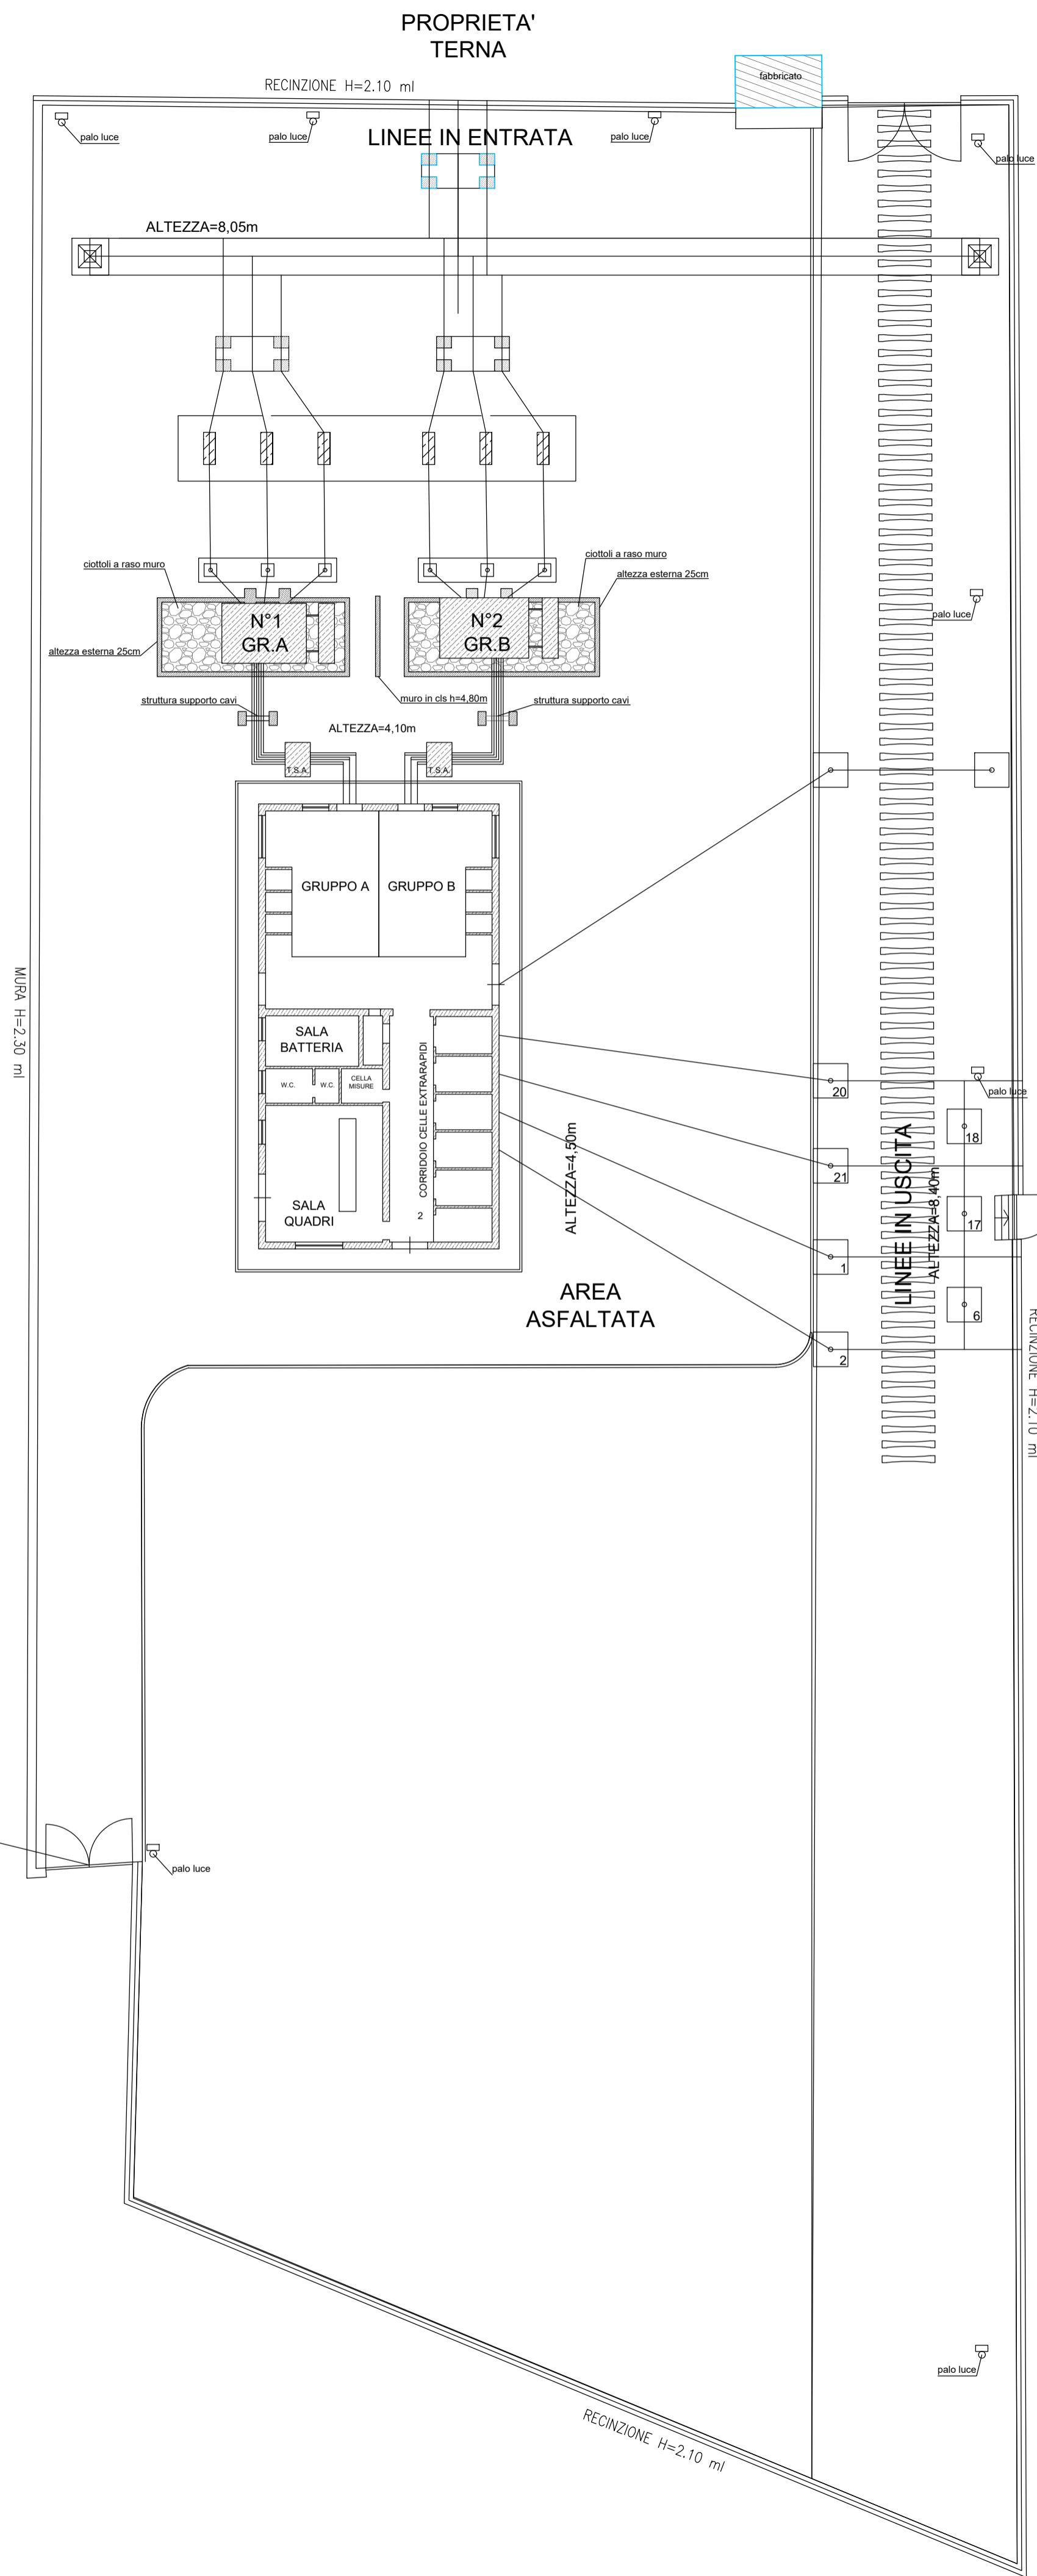 PROPRIETA'
TERNA
fabbricato
RECINZIONE H=2.10 ml
palo luce
palo luce
LINEE IN ENTRATA
palo luce
palo luce
ALTEZZA=8,05m
ciottoli a raso muro
ciottoli a raso muro
altezza esterna 25cm
palo luce
N°1
GR.A
N°2
GR.B
altezza esterna 25cm
struttura supporto cavi
muro in cls h=4,80m
struttura supporto cavi
ALTEZZA=4,10m
T.S.A.
T.S.A.
GRUPPO A
GRUPPO B
MURA H=2.30 ml
SALA
BATTERIA
W.C.
W.C.
CELLA
MISURE
CORRIDOIO CELLE EXTRARAPIDI
2
SALA
QUADRI
ALTEZZA=4,50m
20
palo luce
18
21
LINEE IN USCITA
ALTEZZA=8,40m
17
1
6
2
AREA
ASFALTATA
RECINZIONE H=2.10 ml
palo luce
palo luce
RECINZIONE H=2.10 ml